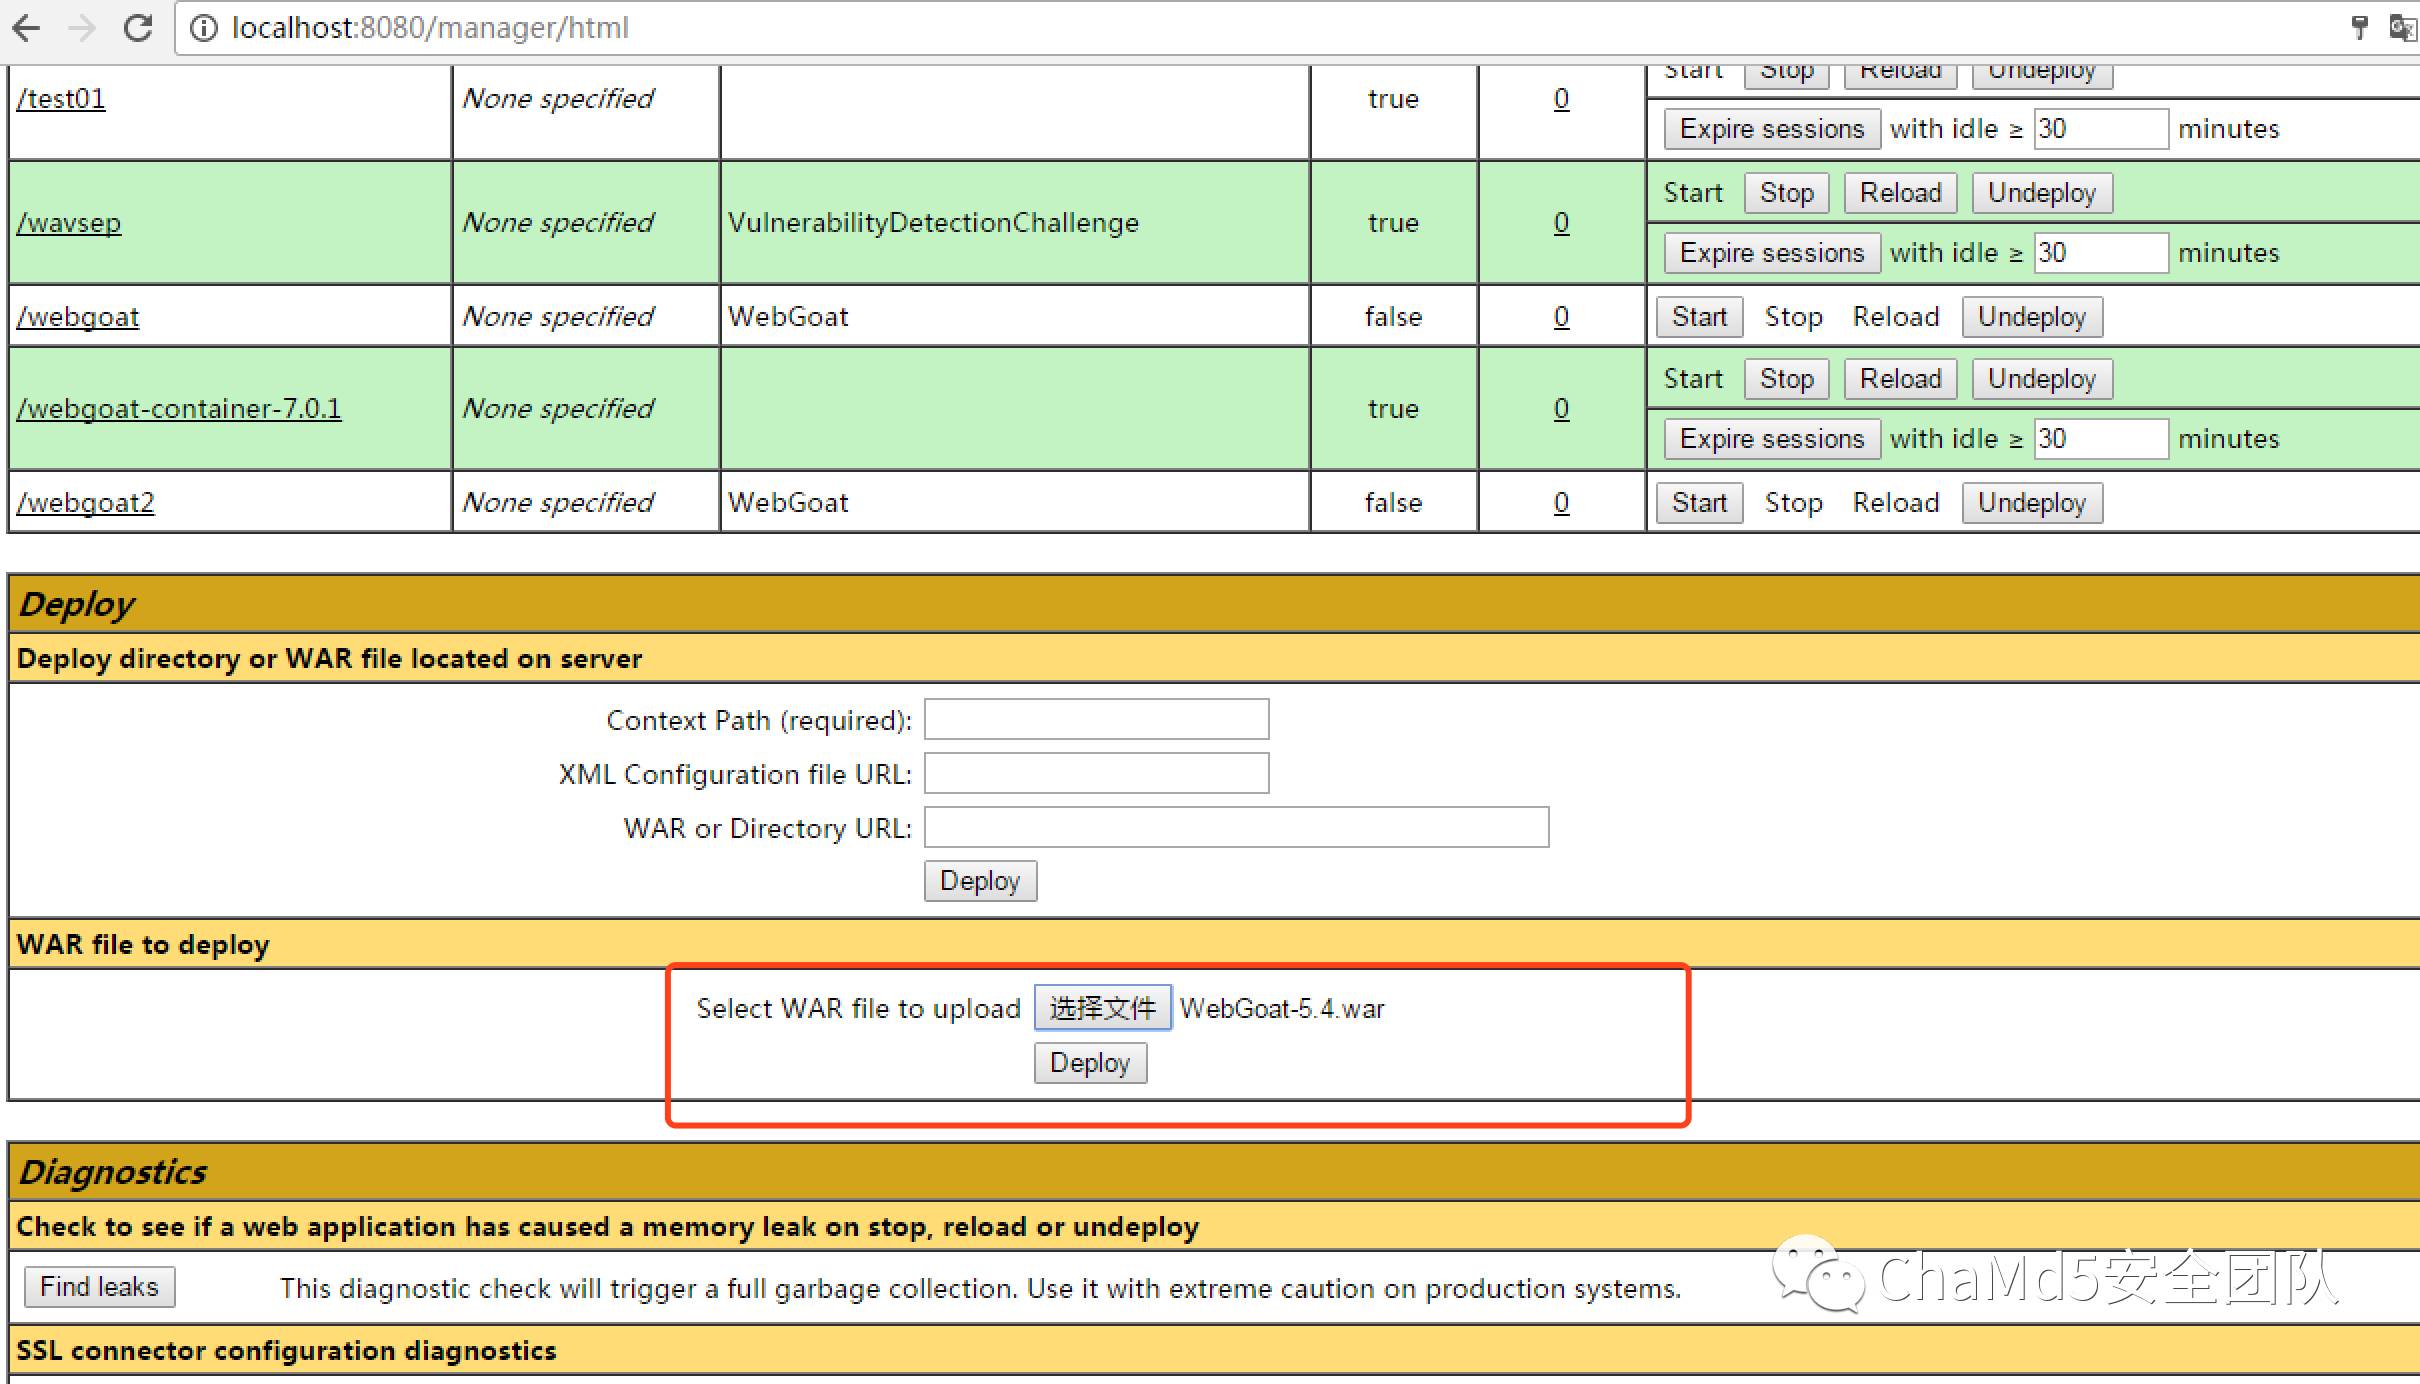 localhost:8080/manager/html
/test01 None specified true 0 Start Stop Reload Undeploy
Expire sessions with idle ≥ 30 minutes
/wavsep None specified VulnerabilityDetectionChallenge true 0 Start Stop Reload Undeploy
Expire sessions with idle ≥ 30 minutes
/webgoat None specified WebGoat false 0 Start Stop Reload Undeploy
/webgoat-container-7.0.1 None specified true 0 Start Stop Reload Undeploy
Expire sessions with idle ≥ 30 minutes
/webgoat2 None specified WebGoat false 0 Start Stop Reload Undeploy
Deploy
Deploy directory or WAR file located on server
Context Path (required):
XML Configuration file URL:
WAR or Directory URL:
Deploy
WAR file to deploy
Select WAR file to upload 选择文件 WebGoat-5.4.war
Deploy
Diagnostics
Check to see if a web application has caused a memory leak on stop, reload or undeploy
Find leaks This diagnostic check will trigger a full garbage collection. Use it with extreme caution on production systems.
ChaMd5安全团队
SSL connector configuration diagnostics